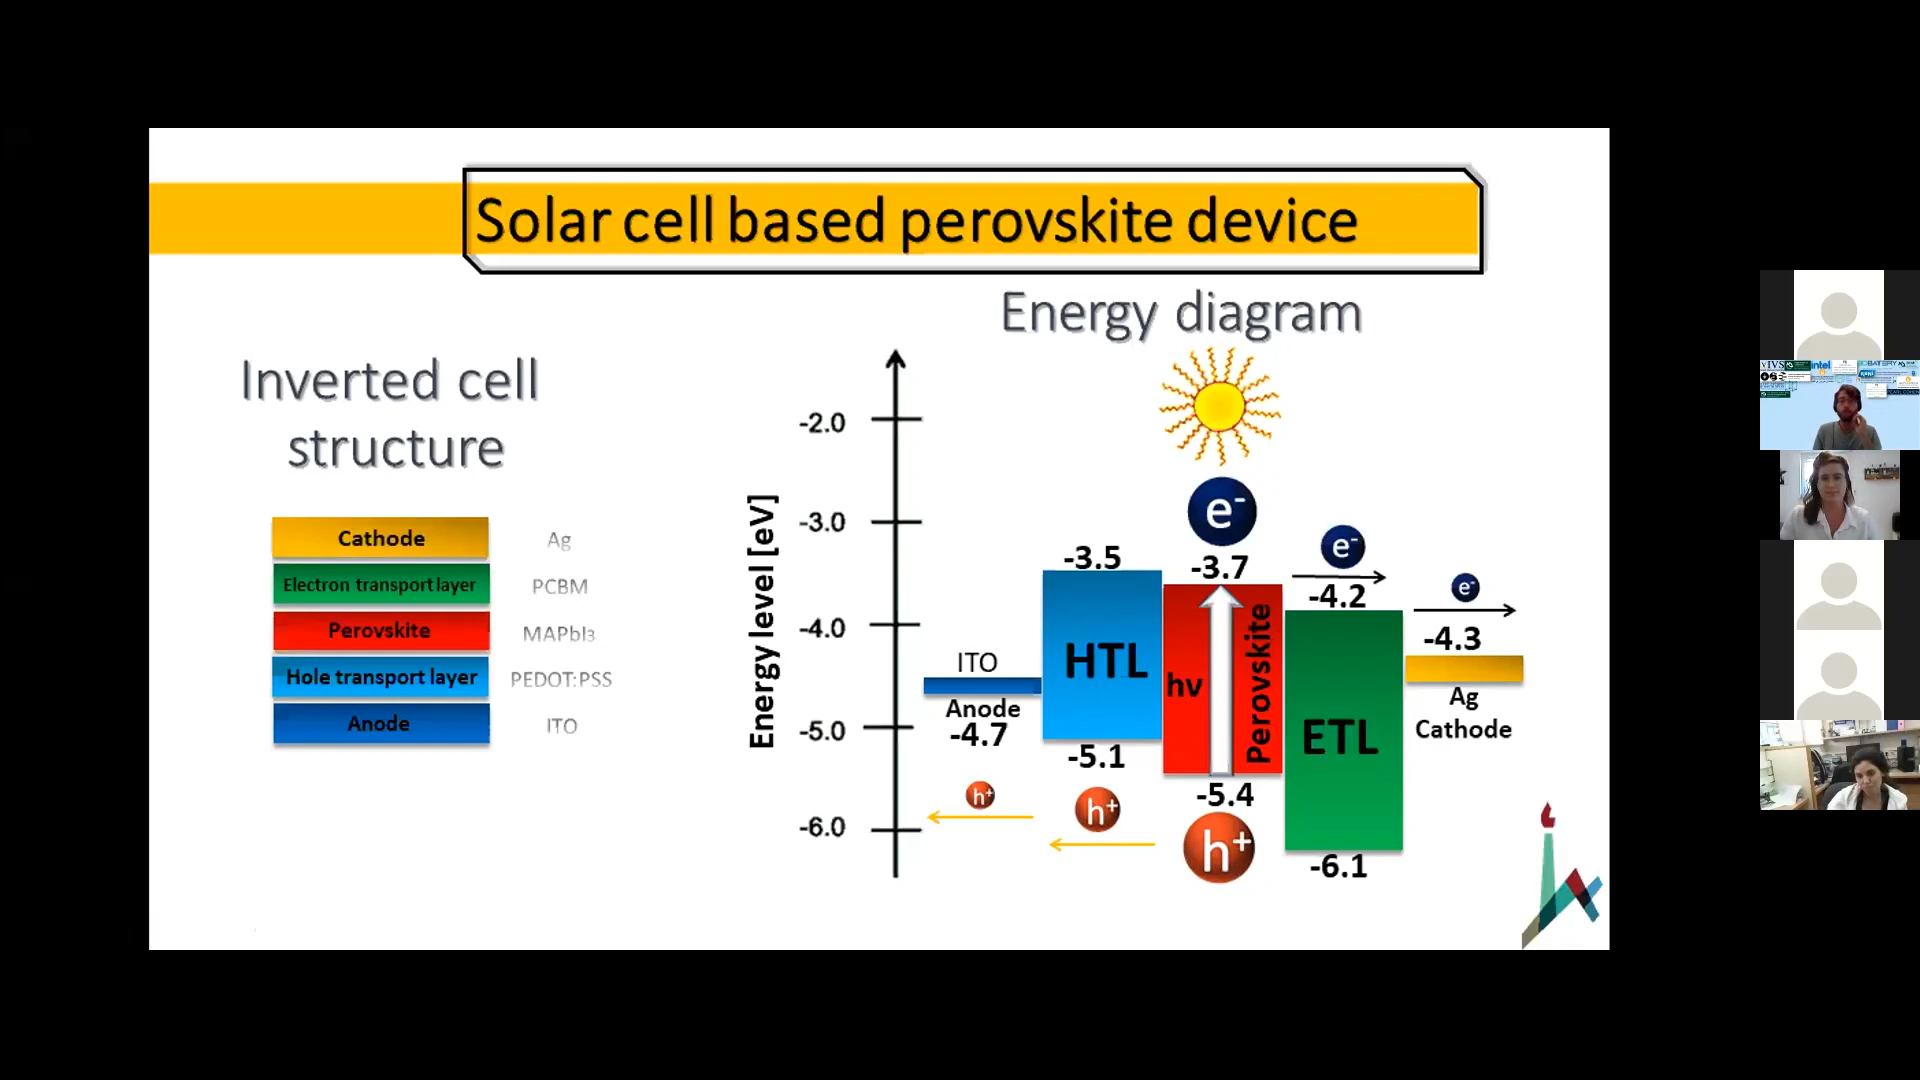 Solar cell based perovskite device
Inverted cell
structure
Cathode Ag
Electron transport layer PCBM
Perovskite MAPbI₃
Hole transport layer PEDOT:PSS
Anode ITO
Energy diagram
Energy level [eV]
-2.0
-3.0
-4.0
-5.0
-6.0
ITO
Anode
-4.7
h⁺
-3.5
HTL
-5.1
h⁺
e⁻
-3.7
hv
Perovskite
-5.4
h⁺
e⁻
-4.2
ETL
-6.1
e⁻
-4.3
Ag
Cathode
intel